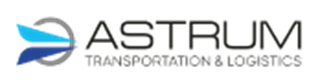 ASTRUM
TRANSPORTATION & LOGISTICS